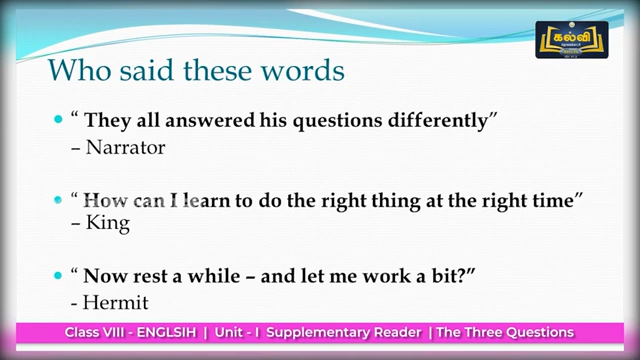 கல்வி
Who said these words
“ They all answered his questions differently”
– Narrator
“ How can I learn to do the right thing at the right time”
– King
“ Now rest a while – and let me work a bit?”
- Hermit
Class VIII - ENGLSIH | Unit - I Supplementary Reader | The Three Questions